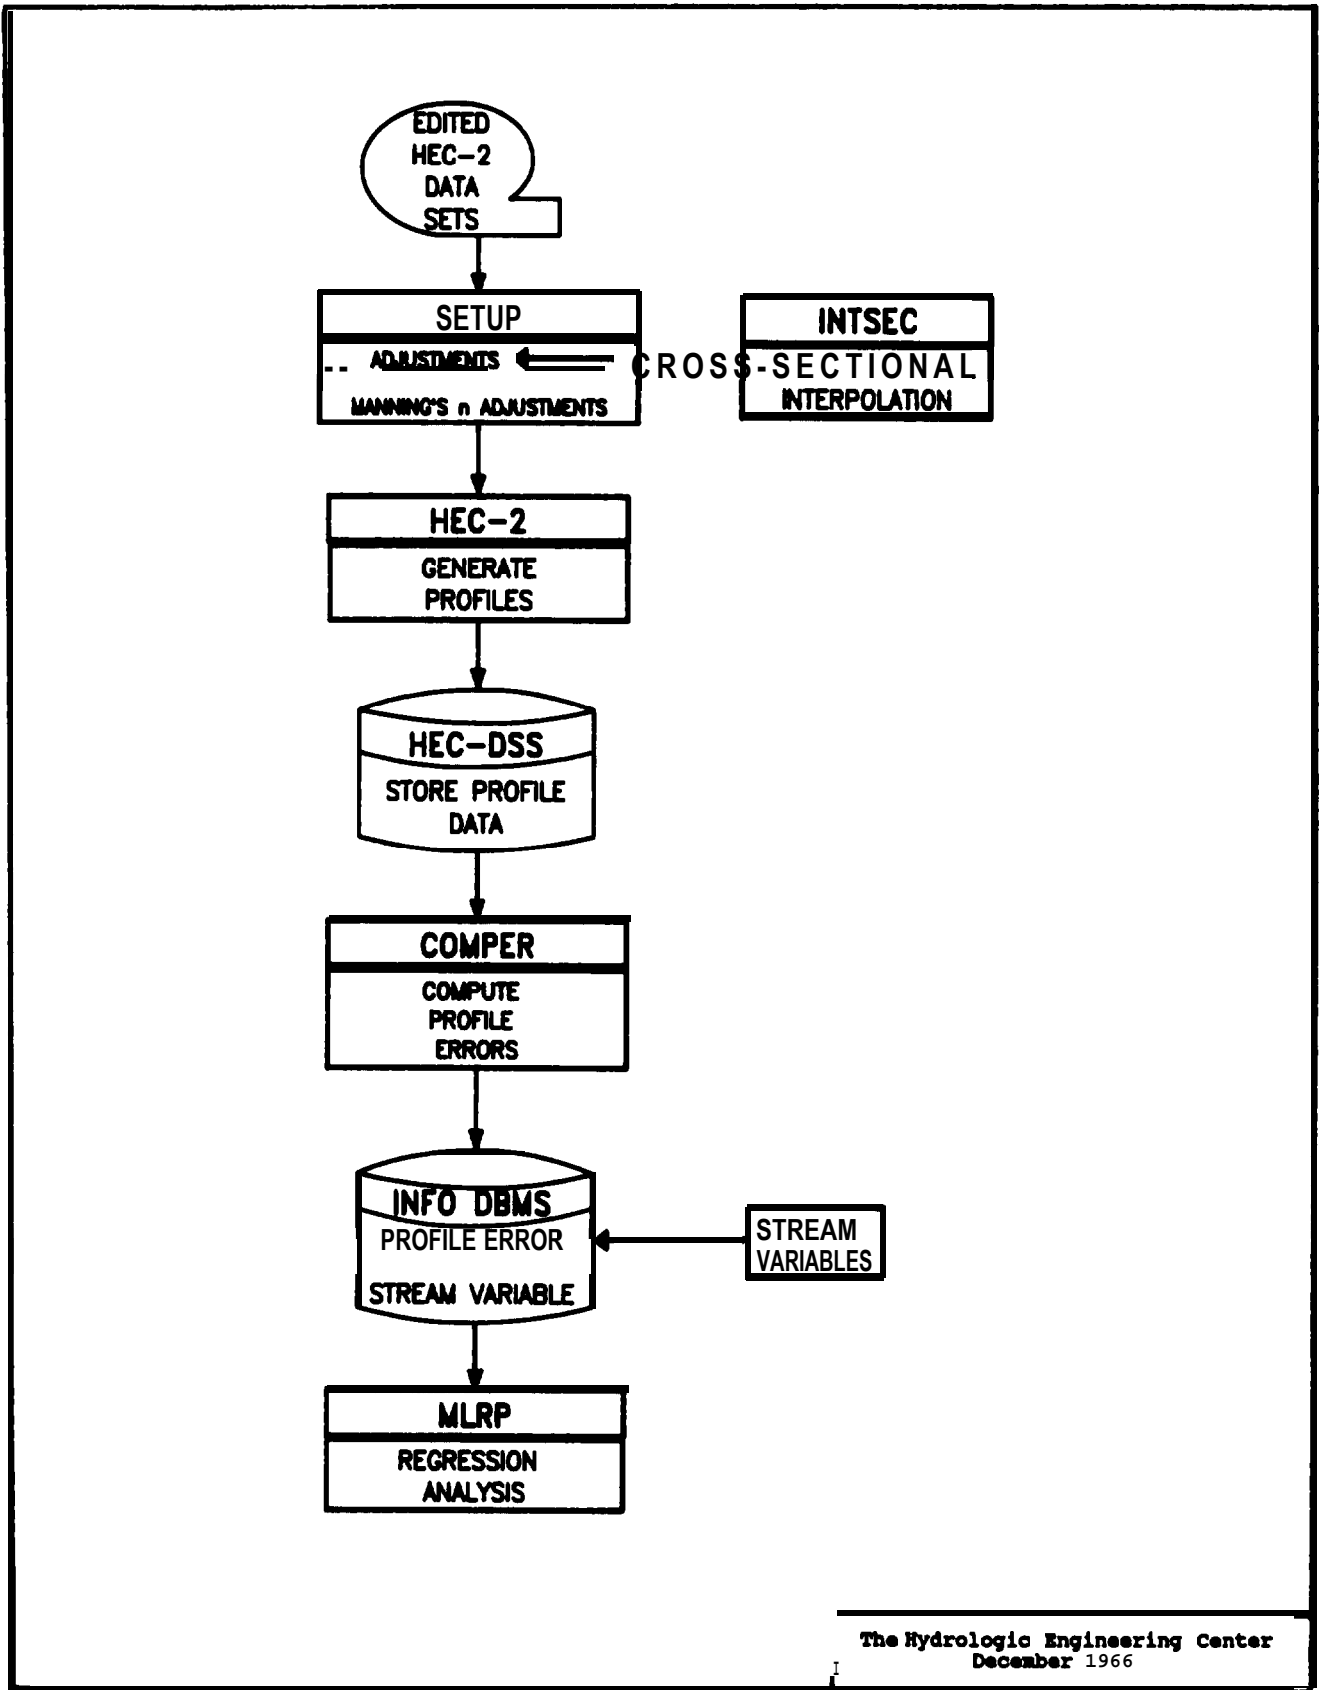 EDITED
HEC-2
DATA
SETS
SETUP
-- ADJUSTMENTS
MANNING'S n ADJUSTMENTS
INTSEC
CROSS-SECTIONAL
INTERPOLATION
HEC-2
GENERATE
PROFILES
HEC-DSS
STORE PROFILE
DATA
COMPER
COMPUTE
PROFILE
ERRORS
INFO DBMS
PROFILE ERROR
STREAM VARIABLE
STREAM
VARIABLES
MLRP
REGRESSION
ANALYSIS
The Hydrologic Engineering Center
December 1966